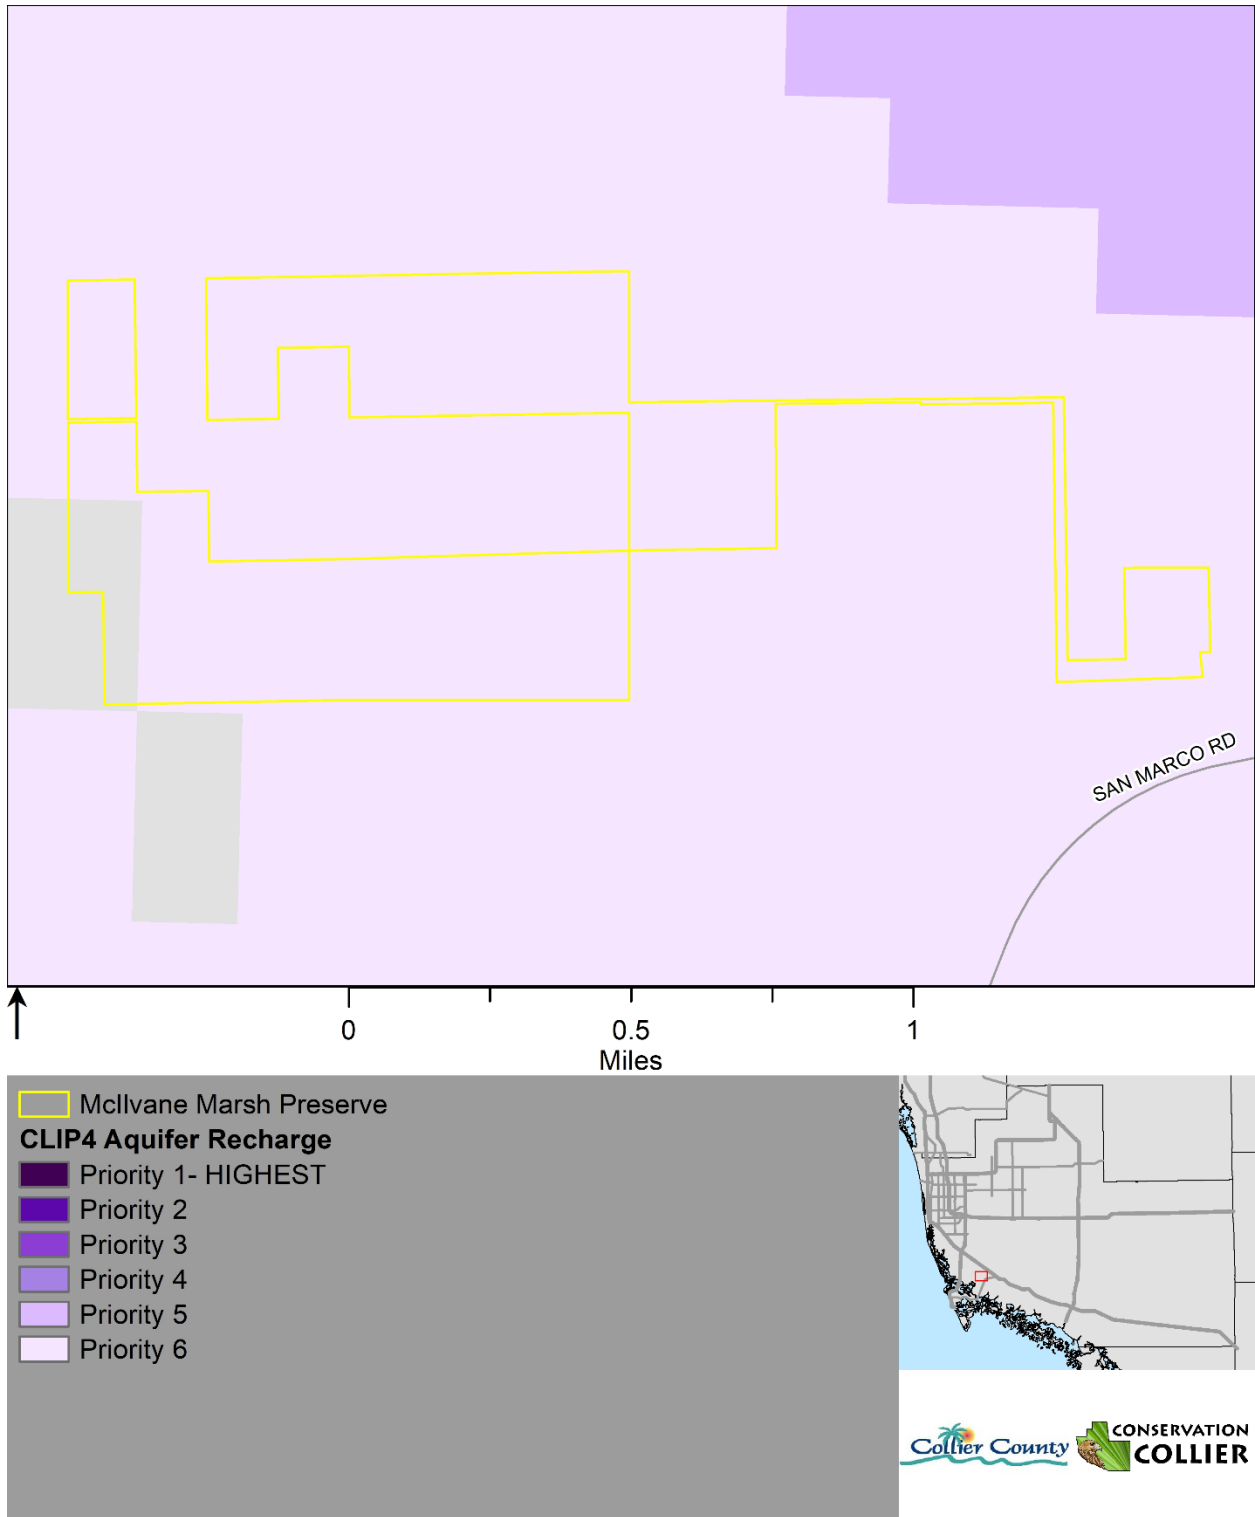 SAN MARCO RD
0 0.5 1
Miles
McIlvane Marsh Preserve
CLIP4 Aquifer Recharge
Priority 1- HIGHEST
Priority 2
Priority 3
Priority 4
Priority 5
Priority 6
Collier County
CONSERVATION
COLLIER